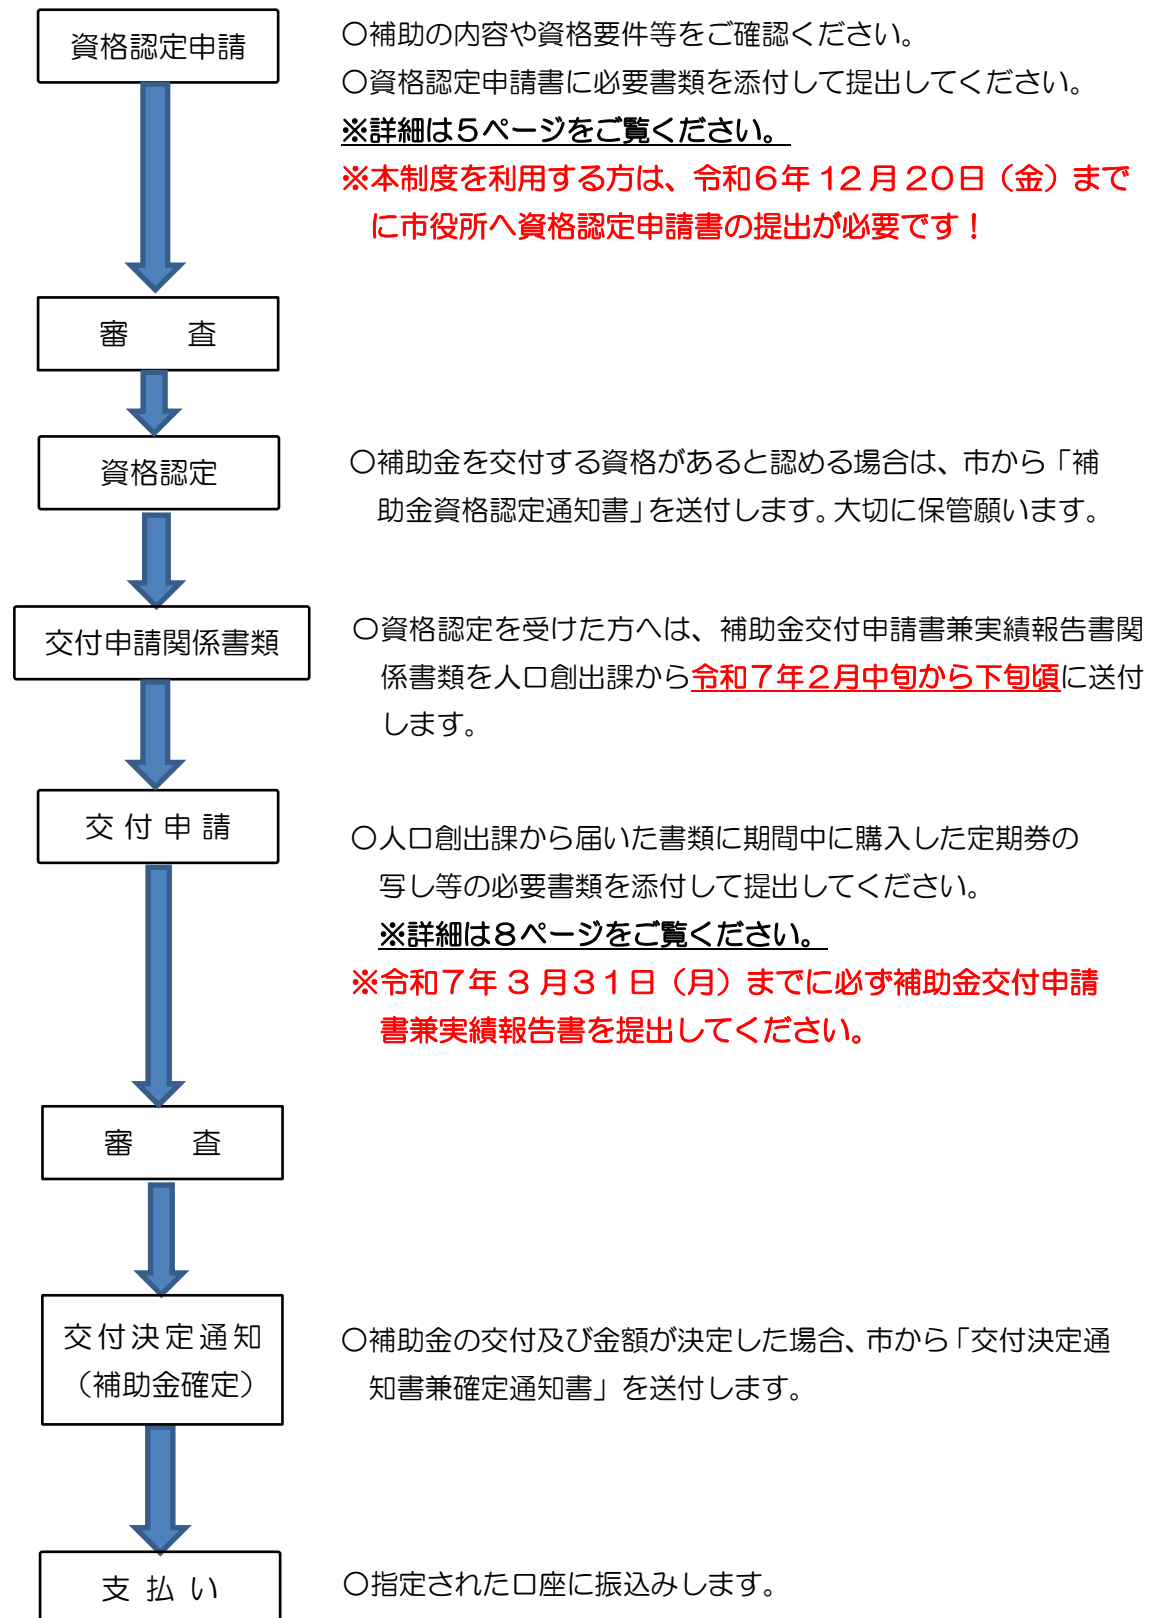 資格認定申請
〇補助の内容や資格要件等をご確認ください。
〇資格認定申請書に必要書類を添付して提出してください。
※詳細は５ページをご覧ください。
※本制度を利用する方は、令和６年 12 月 20日（金）まで
に市役所へ資格認定申請書の提出が必要です！
審　　査
資格認定
〇補助金を交付する資格があると認める場合は、市から「補
助金資格認定通知書」を送付します。大切に保管願います。
交付申請関係書類
〇資格認定を受けた方へは、補助金交付申請書兼実績報告書関
係書類を人口創出課から令和７年２月中旬から下旬頃に送付
します。
交 付 申 請
〇人口創出課から届いた書類に期間中に購入した定期券の
写し等の必要書類を添付して提出してください。
※詳細は８ページをご覧ください。
※令和７年 ３ 月３１日（月）までに必ず補助金交付申請
書兼実績報告書を提出してください。
審　　査
交付決定通知
（補助金確定）
〇補助金の交付及び金額が決定した場合、市から「交付決定通
知書兼確定通知書」を送付します。
支 払 い
〇指定された口座に振込みします。